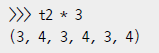 >>> t2 * 3
(3, 4, 3, 4, 3, 4)